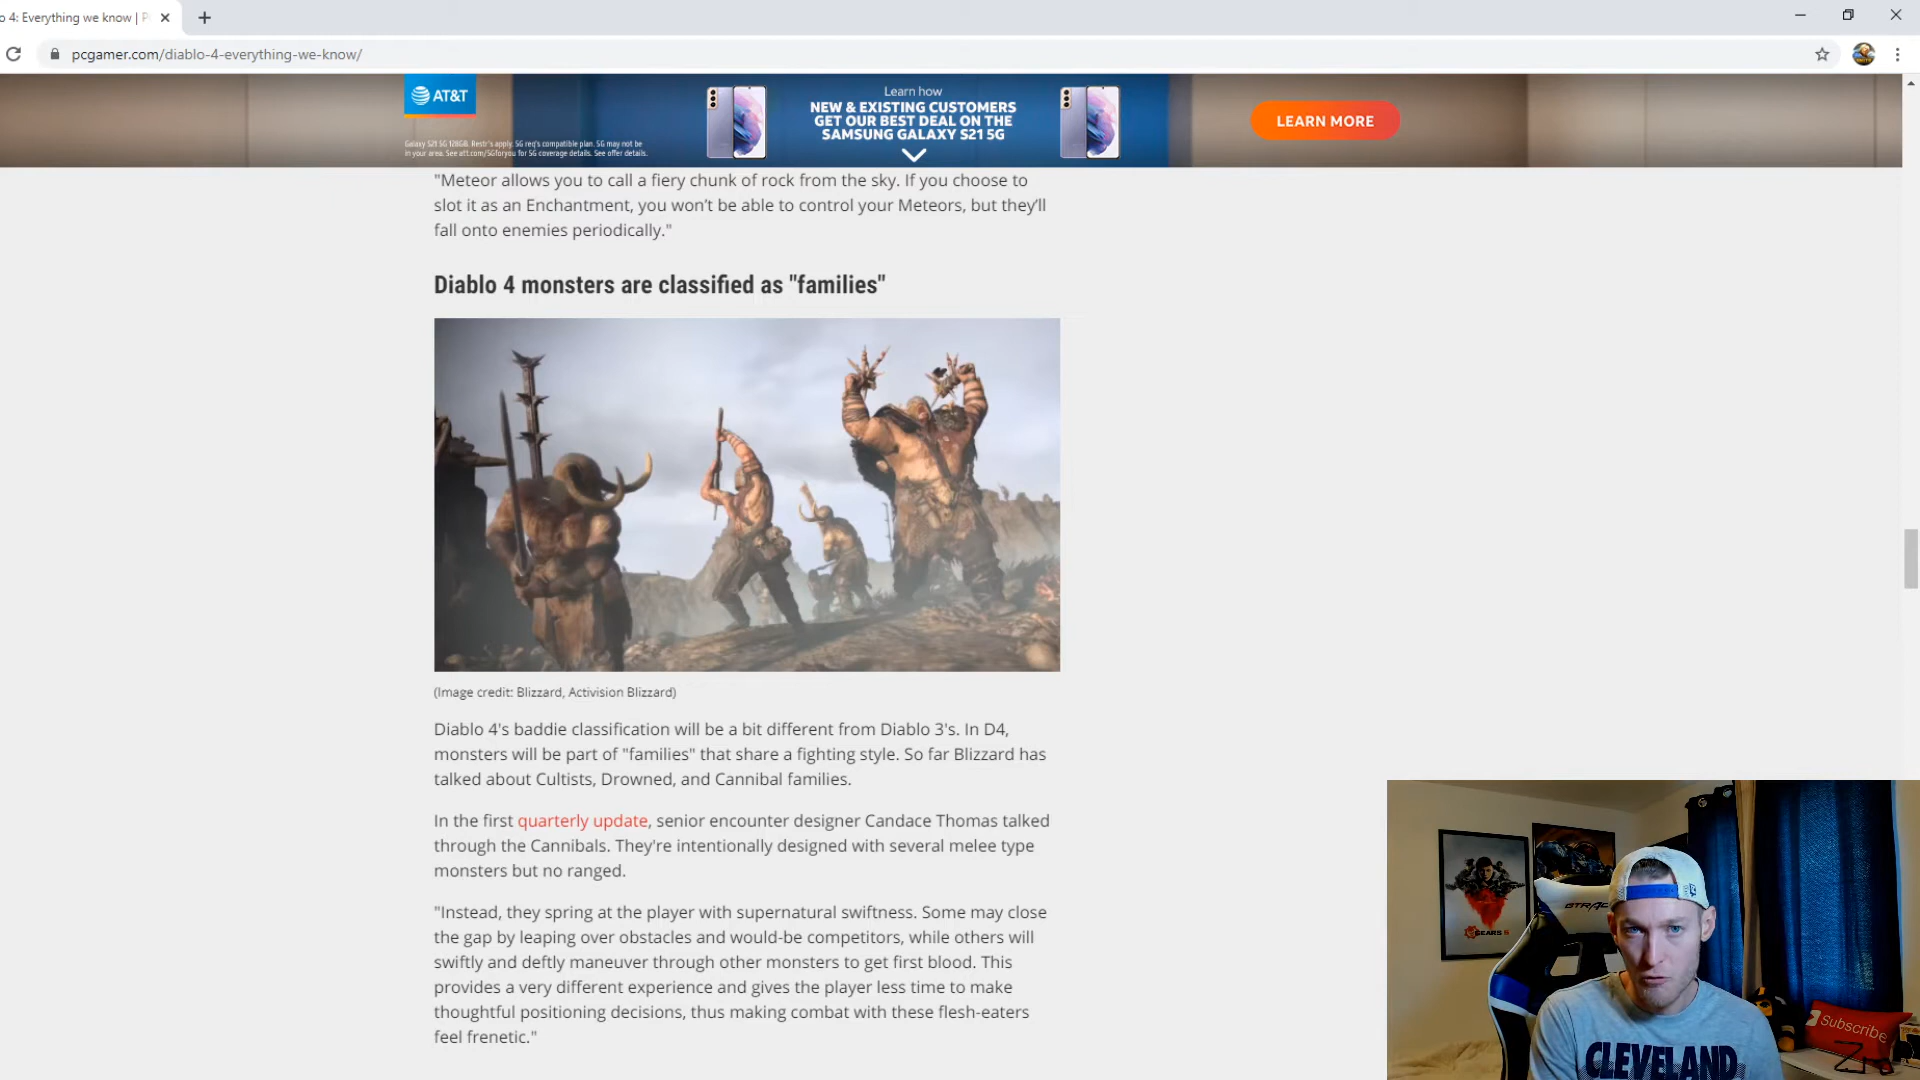 o 4: Everything we know | P
pcgamer.com/diablo-4-everything-we-know/
AT&T
Galaxy S21 5G 128GB. Restr's apply. 5G req's compatible plan. 5G may not be
in your area. See att.com/5Gforyou for 5G coverage details. See offer details.
Learn how
NEW & EXISTING CUSTOMERS
GET OUR BEST DEAL ON THE
SAMSUNG GALAXY S21 5G
LEARN MORE
"Meteor allows you to call a fiery chunk of rock from the sky. If you choose to
slot it as an Enchantment, you won't be able to control your Meteors, but they'll
fall onto enemies periodically."
Diablo 4 monsters are classified as "families"
(Image credit: Blizzard, Activision Blizzard)
Diablo 4's baddie classification will be a bit different from Diablo 3's. In D4,
monsters will be part of "families" that share a fighting style. So far Blizzard has
talked about Cultists, Drowned, and Cannibal families.
In the first quarterly update, senior encounter designer Candace Thomas talked
through the Cannibals. They're intentionally designed with several melee type
monsters but no ranged.
"Instead, they spring at the player with supernatural swiftness. Some may close
the gap by leaping over obstacles and would-be competitors, while others will
swiftly and deftly maneuver through other monsters to get first blood. This
provides a very different experience and gives the player less time to make
thoughtful positioning decisions, thus making combat with these flesh-eaters
feel frenetic."
GEARS 5
GTRAC
Subscribe
CLEVELAND